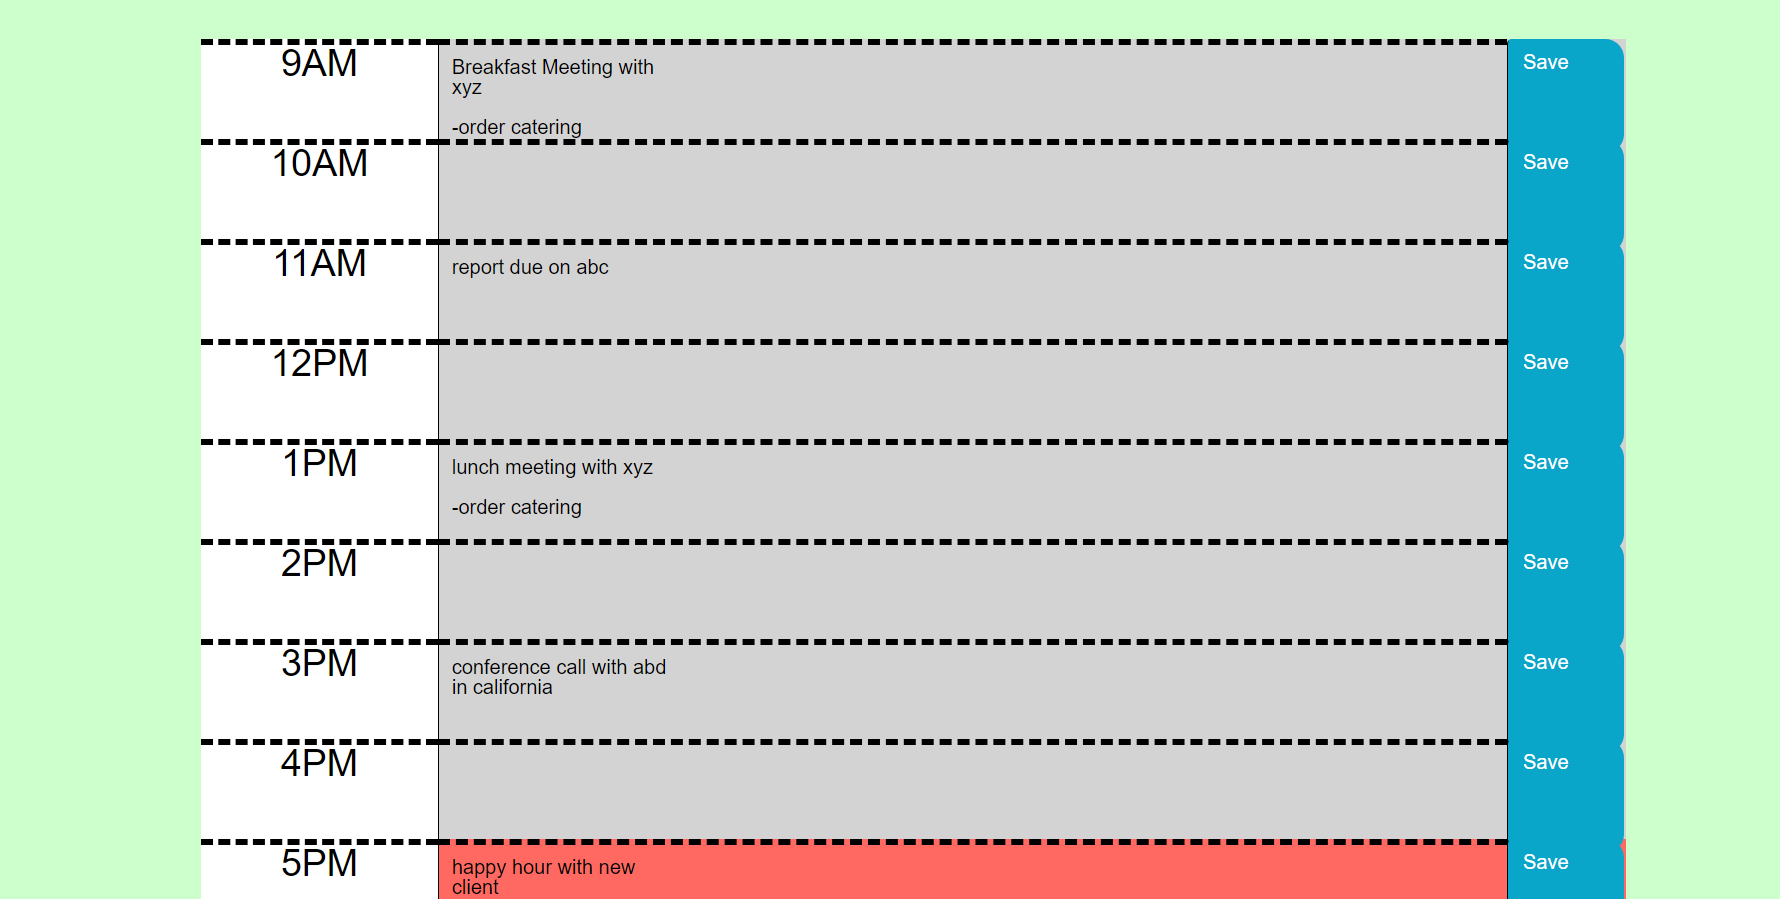 9AM
Breakfast Meeting with
xyz
-order catering
Save
10AM
Save
11AM
report due on abc
Save
12PM
Save
1PM
lunch meeting with xyz
-order catering
Save
2PM
Save
3PM
conference call with abd
in california
Save
4PM
Save
5PM
happy hour with new
client
Save